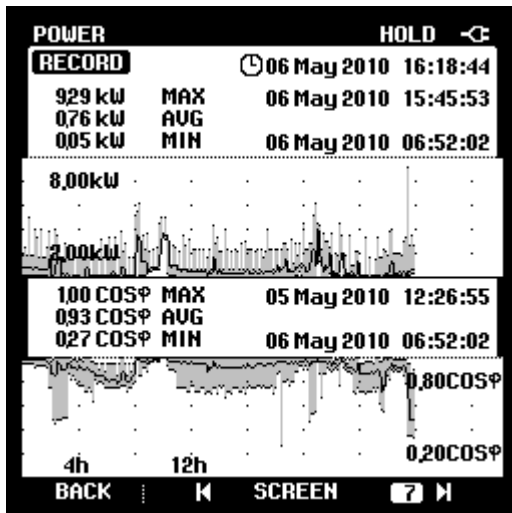 POWER HOLD
RECORD 06 May 2010 16:18:44
9,29 kW MAX 06 May 2010 15:45:53
0,76 kW AVG
0,05 kW MIN 06 May 2010 06:52:02
8,00kW
2,00kW
1,00 COSφ MAX 05 May 2010 12:26:55
0,93 COSφ AVG
0,27 COSφ MIN 06 May 2010 06:52:02
0,80COSφ
0,20COSφ
4h 12h
BACK SCREEN 7